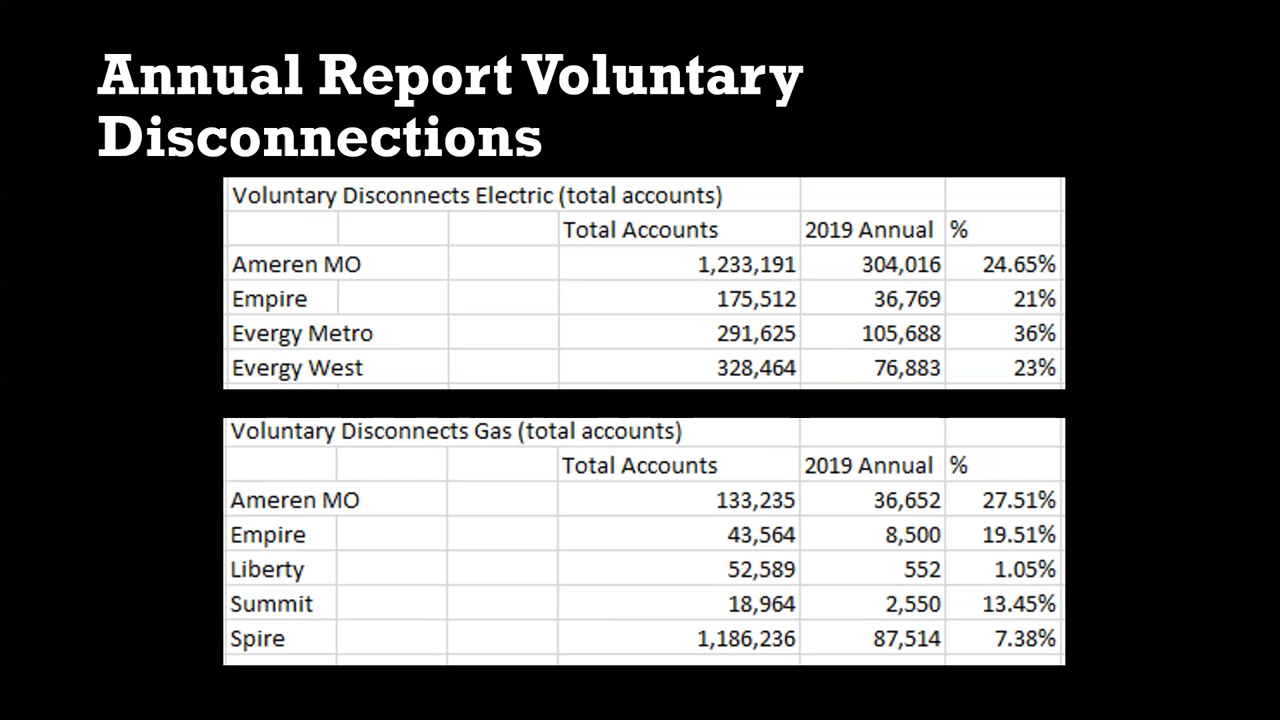 Annual Report Voluntary
Disconnections
Voluntary Disconnects Electric (total accounts)
Total Accounts 2019 Annual %
Ameren MO 1,233,191 304,016 24.65%
Empire 175,512 36,769 21%
Evergy Metro 291,625 105,688 36%
Evergy West 328,464 76,883 23%
Voluntary Disconnects Gas (total accounts)
Total Accounts 2019 Annual %
Ameren MO 133,235 36,652 27.51%
Empire 43,564 8,500 19.51%
Liberty 52,589 552 1.05%
Summit 18,964 2,550 13.45%
Spire 1,186,236 87,514 7.38%